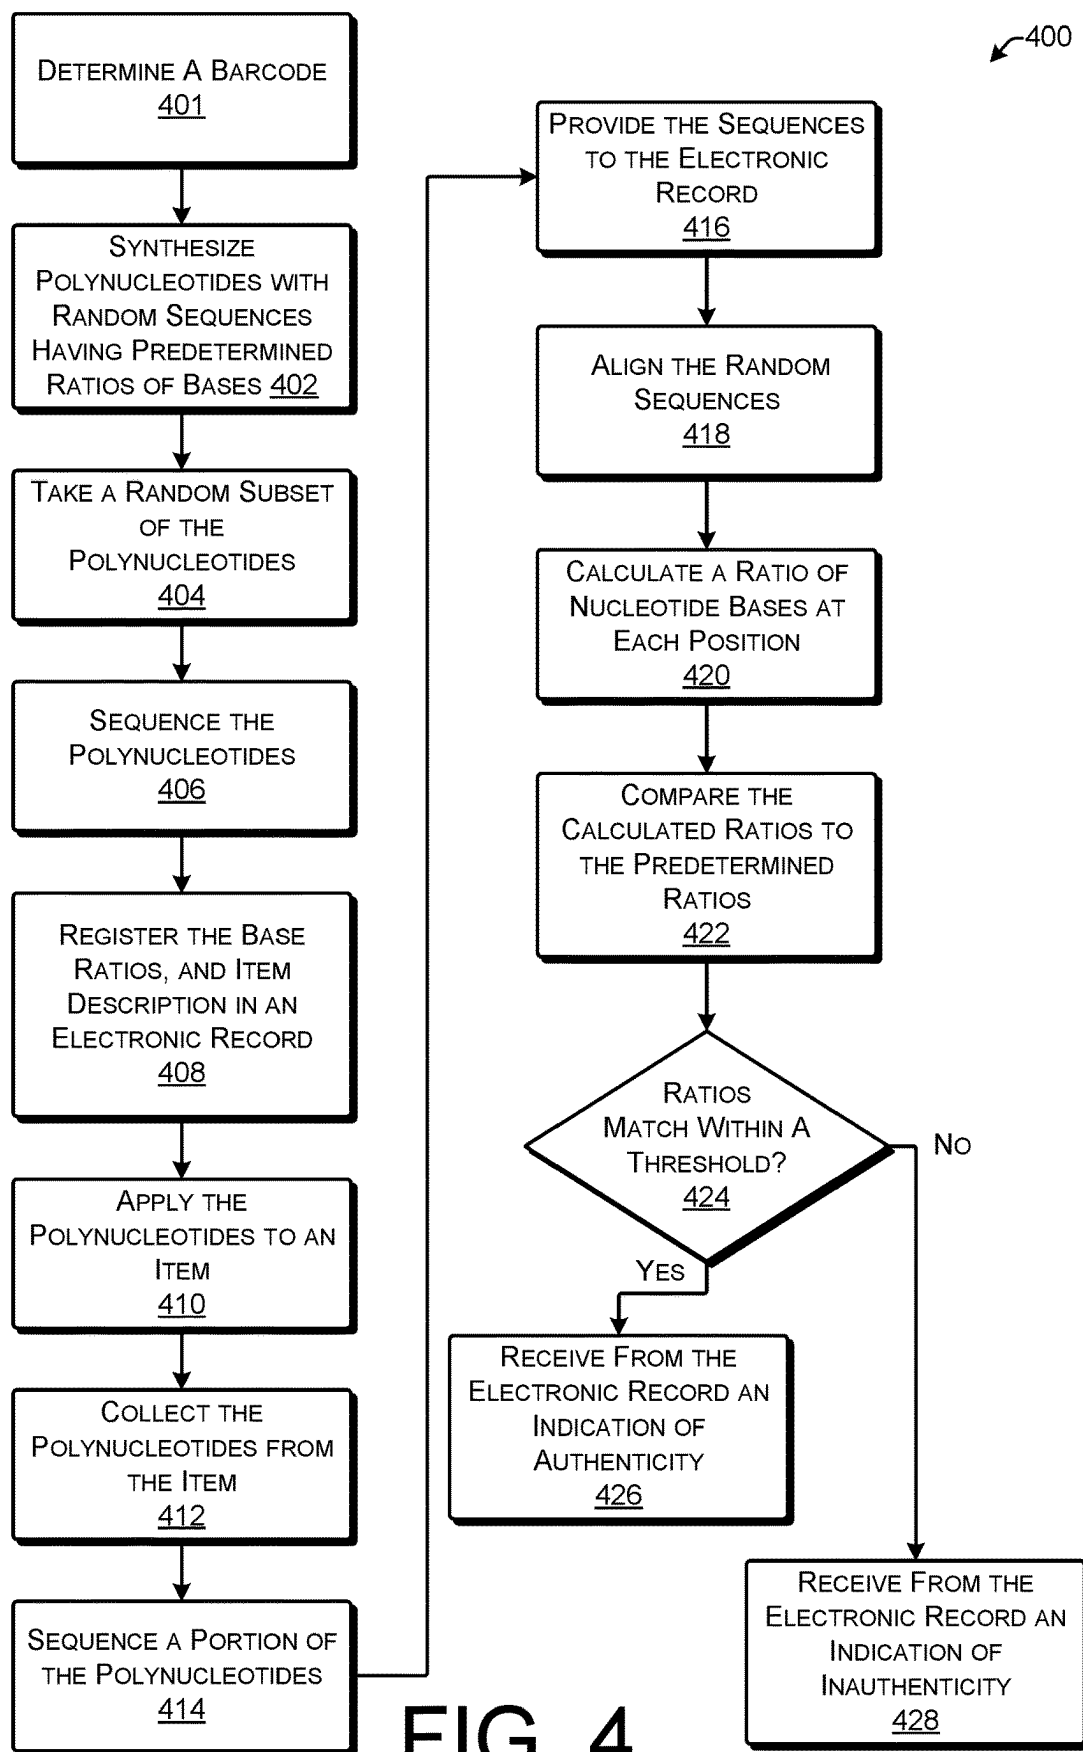 DETERMINE A BARCODE
401
SYNTHESIZE
POLYNUCLEOTIDES WITH
RANDOM SEQUENCES
HAVING PREDETERMINED
RATIOS OF BASES 402
TAKE A RANDOM SUBSET
OF THE
POLYNUCLEOTIDES
404
SEQUENCE THE
POLYNUCLEOTIDES
406
REGISTER THE BASE
RATIOS, AND ITEM
DESCRIPTION IN AN
ELECTRONIC RECORD
408
APPLY THE
POLYNUCLEOTIDES TO AN
ITEM
410
COLLECT THE
POLYNUCLEOTIDES FROM
THE ITEM
412
SEQUENCE A PORTION OF
THE POLYNUCLEOTIDES
414
400
PROVIDE THE SEQUENCES
TO THE ELECTRONIC
RECORD
416
ALIGN THE RANDOM
SEQUENCES
418
CALCULATE A RATIO OF
NUCLEOTIDE BASES AT
EACH POSITION
420
COMPARE THE
CALCULATED RATIOS TO
THE PREDETERMINED
RATIOS
422
RATIOS
MATCH WITHIN A
THRESHOLD?
424
NO
YES
RECEIVE FROM THE
ELECTRONIC RECORD AN
INDICATION OF
AUTHENTICITY
426
RECEIVE FROM THE
ELECTRONIC RECORD AN
INDICATION OF
INAUTHENTICITY
428
FIG. 4